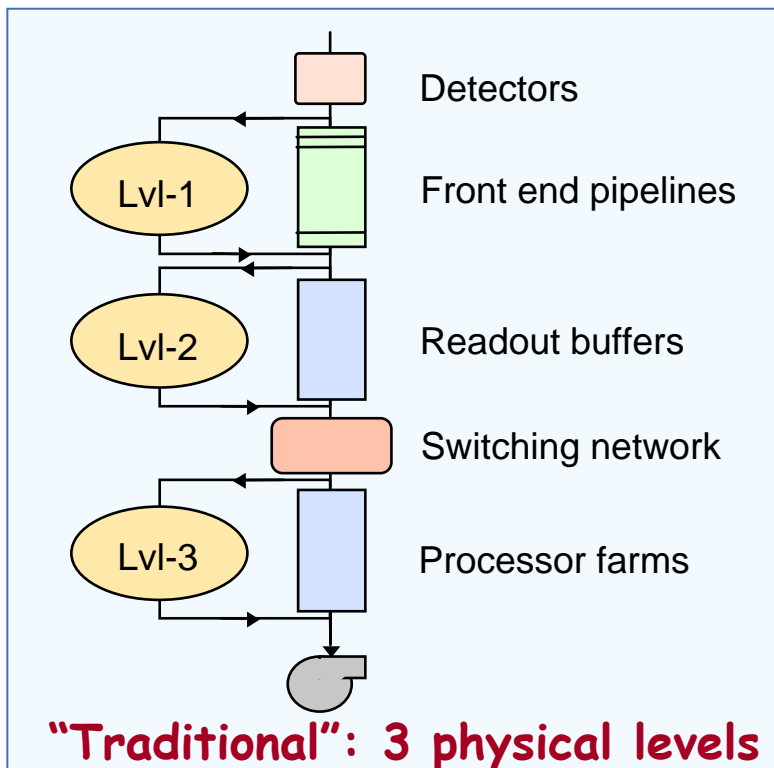 Detectors
Lvl-1
Front end pipelines
Lvl-2
Readout buffers
Switching network
Lvl-3
Processor farms
“Traditional”: 3 physical levels